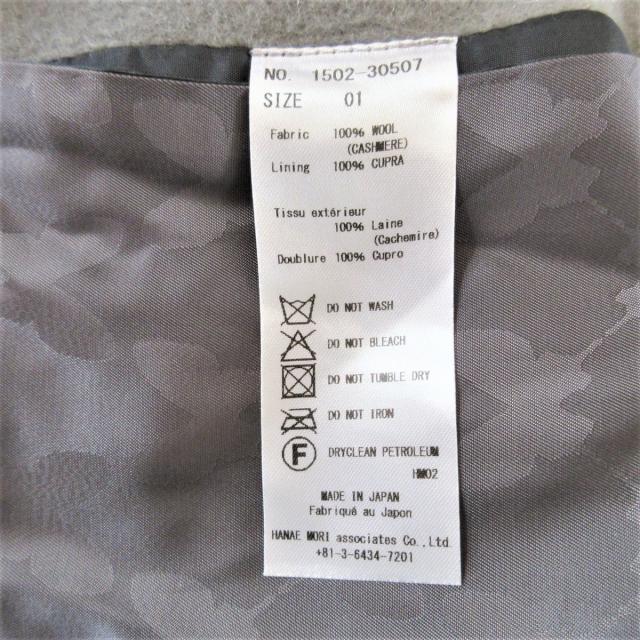 NO. 1502-30507
SIZE 01
Fabric 100% WOOL
(CASHMERE)
Lining 100% CUPRA
Tissu extérieur
100% Laine
(Cachemire)
Doublure 100% Cupro
DO NOT WASH
DO NOT BLEACH
DO NOT TUMBLE DRY
DO NOT IRON
F DRYCLEAN PETROLEUM
HM02
MADE IN JAPAN
Fabriqué au Japon
HANAE MORI associates Co.,Ltd.
+81-3-6434-7201